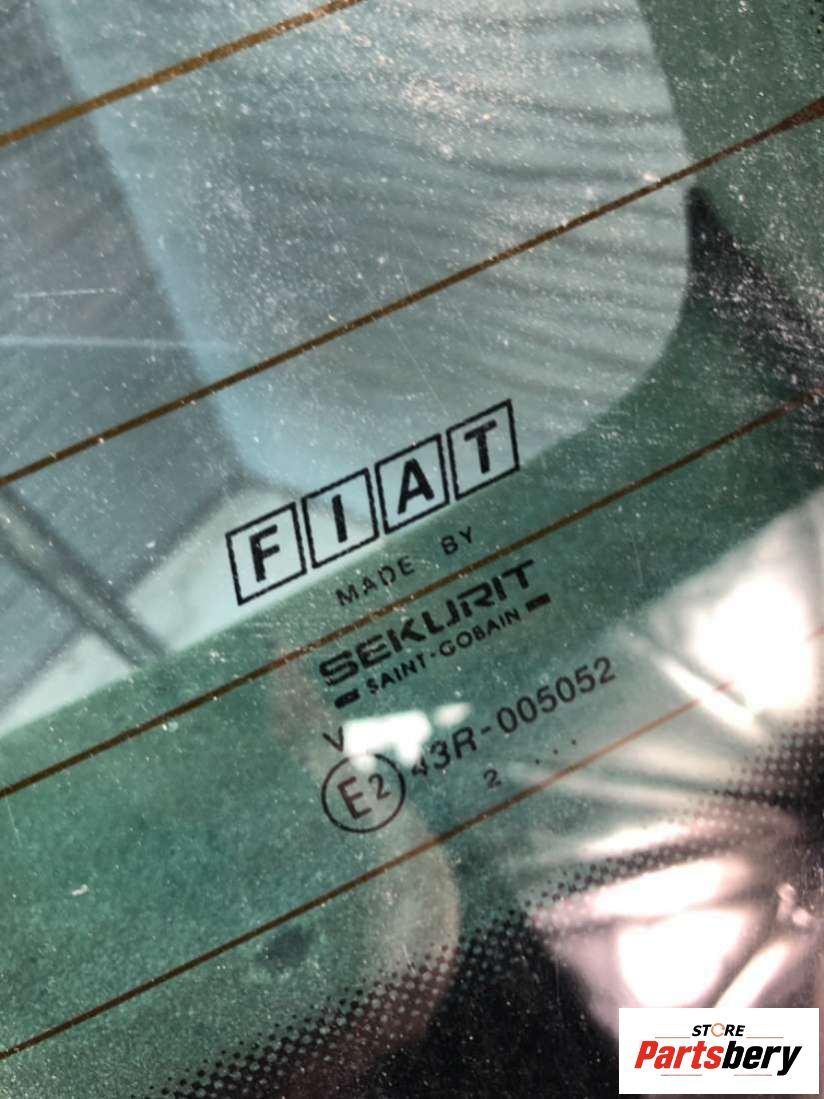 FIAT
MADE BY
SEKURIT
SAINT-GOBAIN
V
E2 43R-005052
2 ...
STORE
Partsbery